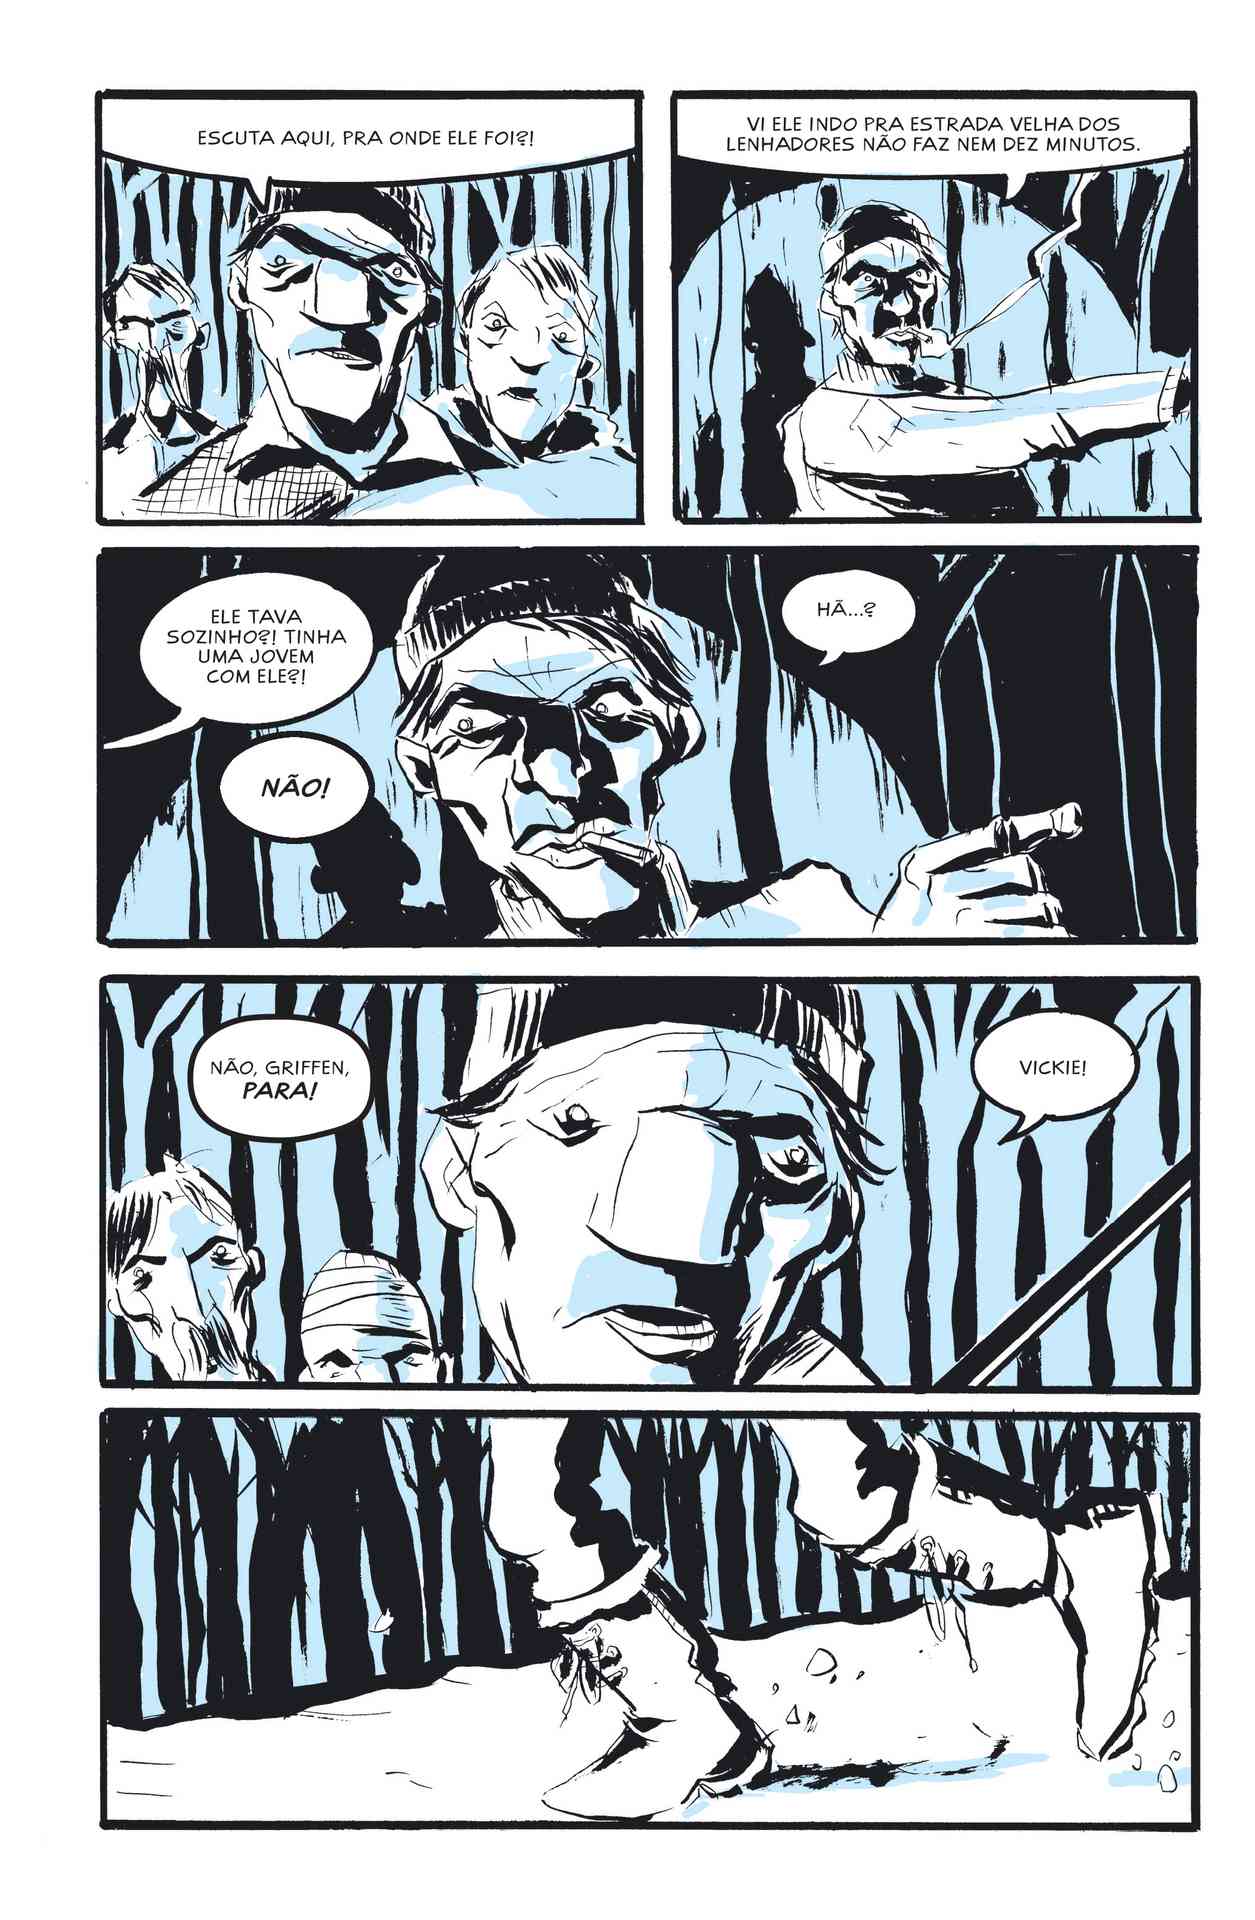 ESCUTA AQUI, PRA ONDE ELE FOI?!
VI ELE INDO PRA ESTRADA VELHA DOS
LENHADORES NÃO FAZ NEM DEZ MINUTOS.
ELE TAVA
SOZINHO?! TINHA
UMA JOVEM
COM ELE?!
HÃ...?
NÃO!
NÃO, GRIFFEN,
PARA!
VICKIE!